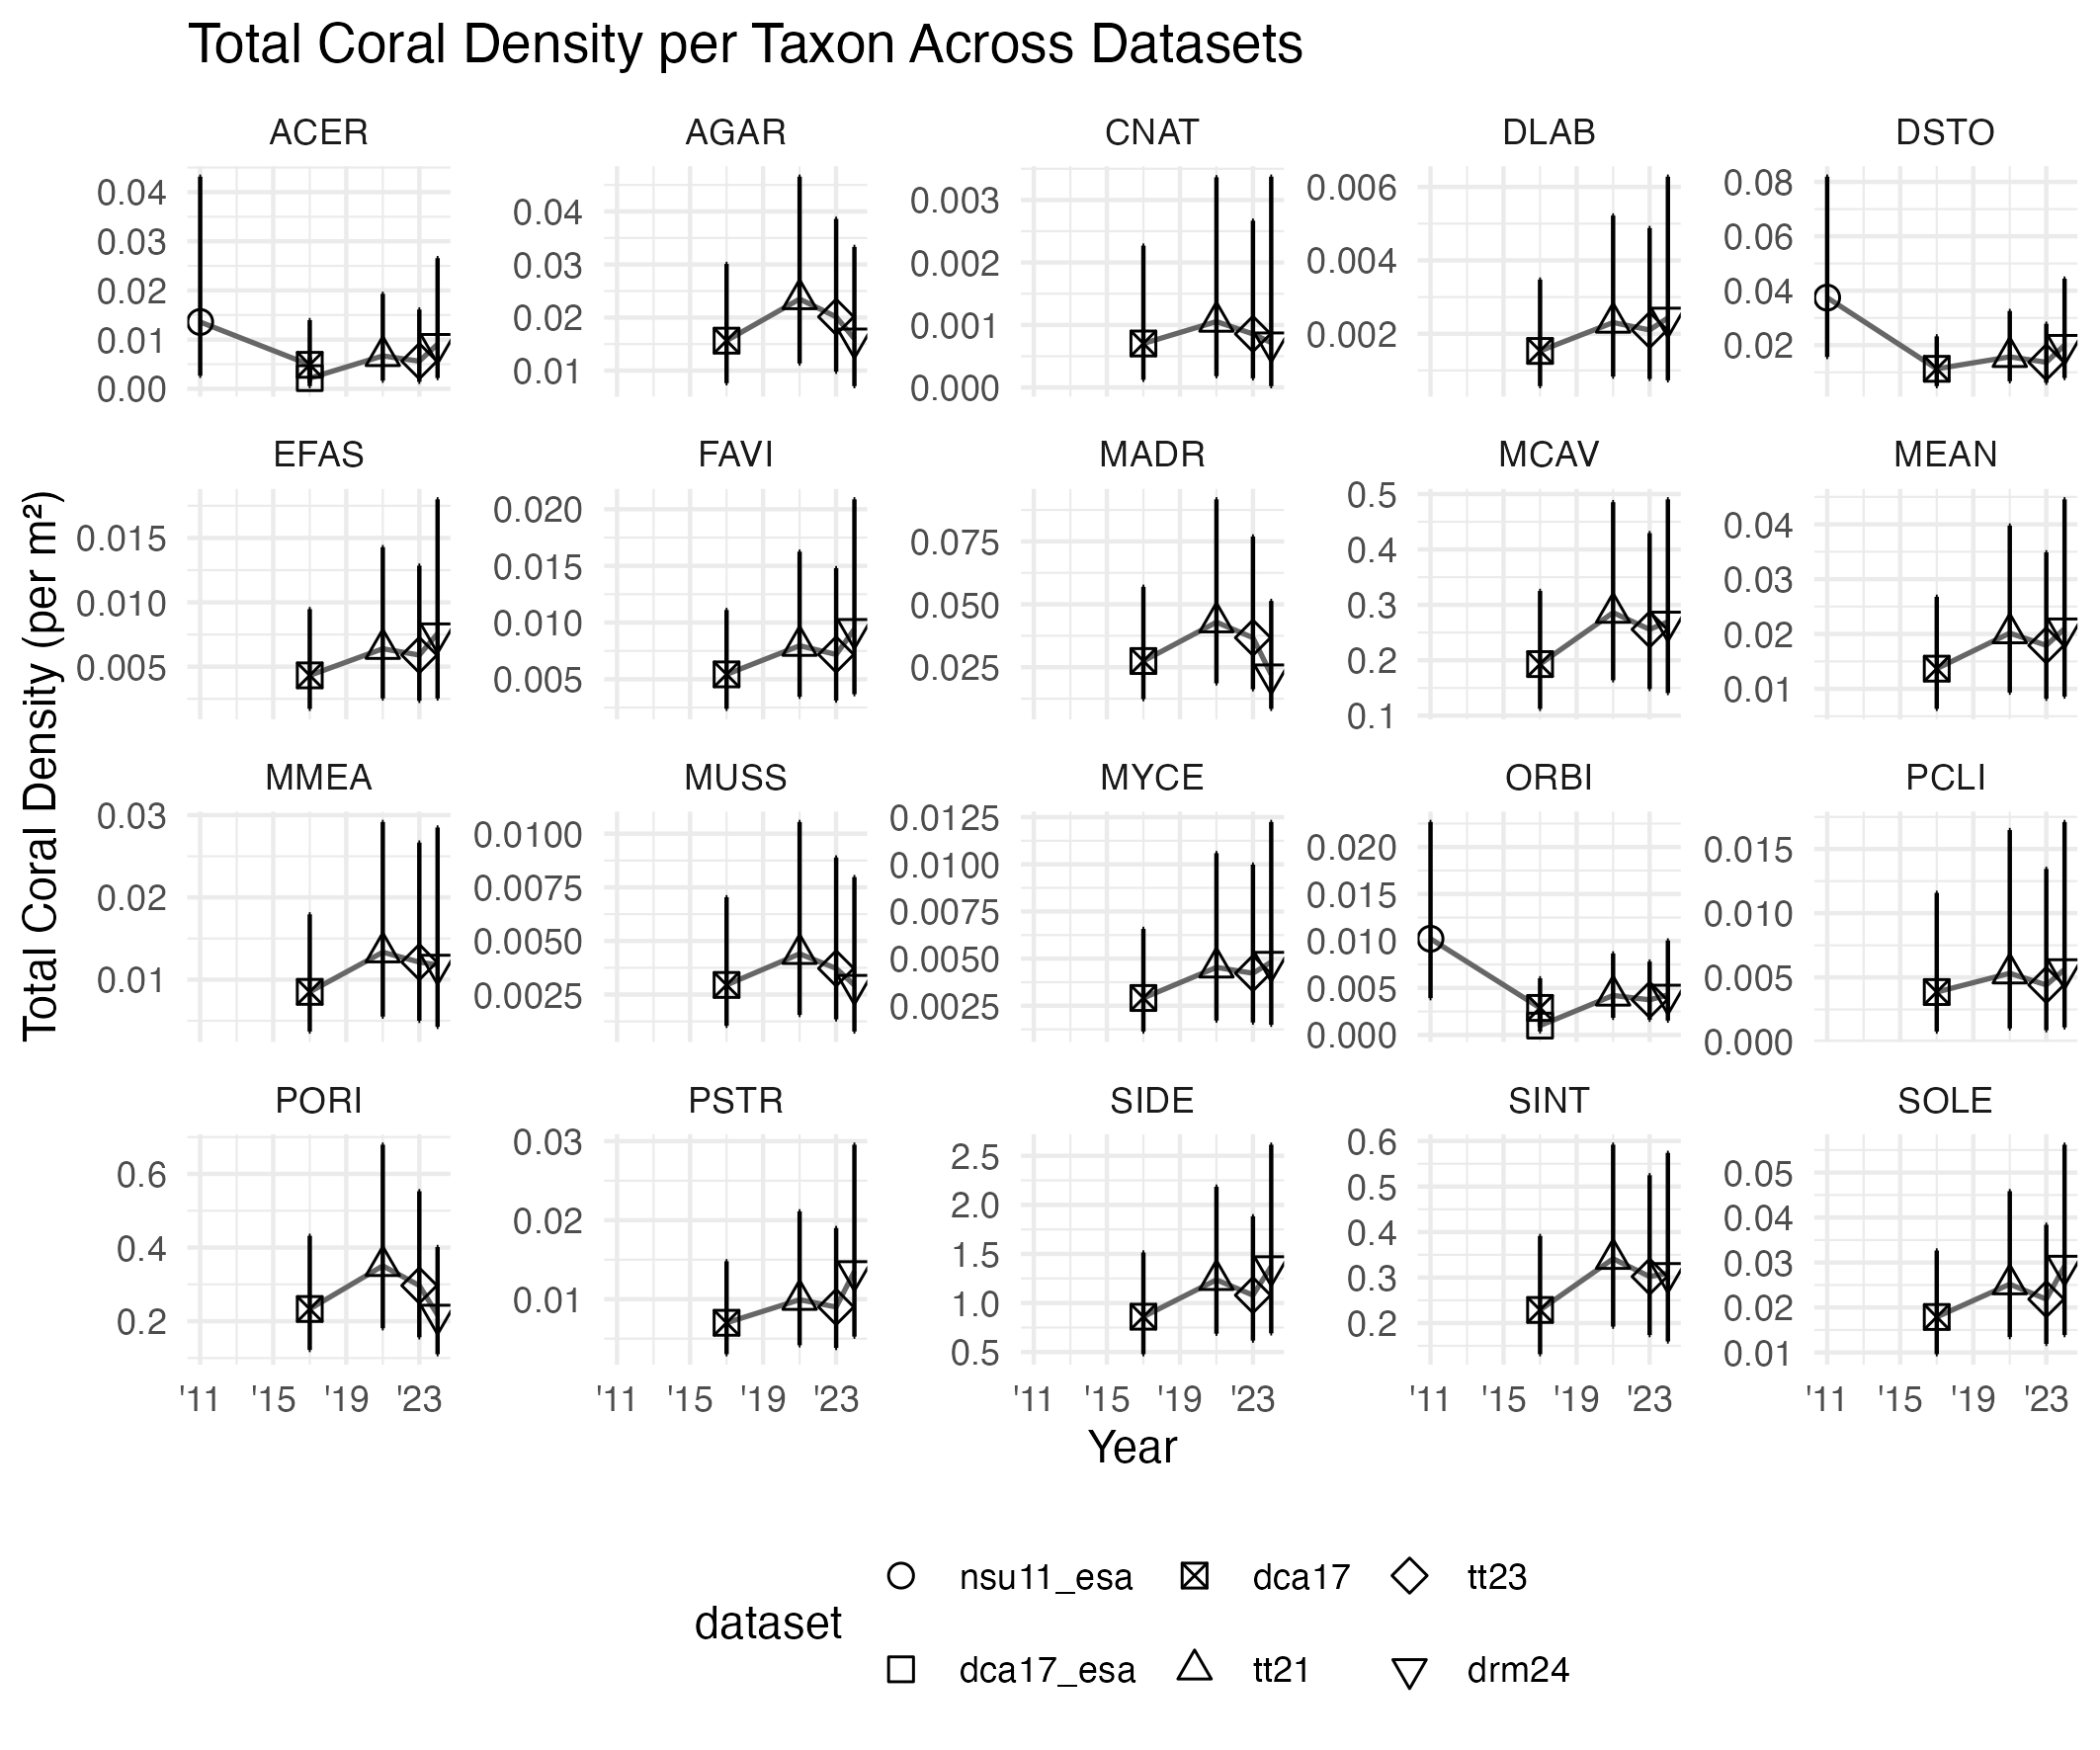 Total Coral Density per Taxon Across Datasets
ACER AGAR CNAT DLAB DSTO
0.04 0.03 0.02 0.01 0.00
0.04 0.03 0.02 0.01
0.003 0.002 0.001 0.000
0.006 0.004 0.002
0.08 0.06 0.04 0.02
EFAS FAVI MADR MCAV MEAN
0.015 0.010 0.005
0.020 0.015 0.010 0.005
0.075 0.050 0.025
0.5 0.4 0.3 0.2 0.1
0.04 0.03 0.02 0.01
Total Coral Density (per m²)
MMEA MUSS MYCE ORBI PCLI
0.03 0.02 0.01
0.0100 0.0075 0.0050 0.0025
0.0125 0.0100 0.0075 0.0050 0.0025
0.020 0.015 0.010 0.005 0.000
0.015 0.010 0.005 0.000
PORI PSTR SIDE SINT SOLE
0.6 0.4 0.2
0.03 0.02 0.01
2.5 2.0 1.5 1.0 0.5
0.6 0.5 0.4 0.3 0.2
0.05 0.04 0.03 0.02 0.01
'11 '15 '19 '23 '11 '15 '19 '23 '11 '15 '19 '23 '11 '15 '19 '23 '11 '15 '19 '23
Year
dataset
nsu11_esa dca17 tt23
dca17_esa tt21 drm24